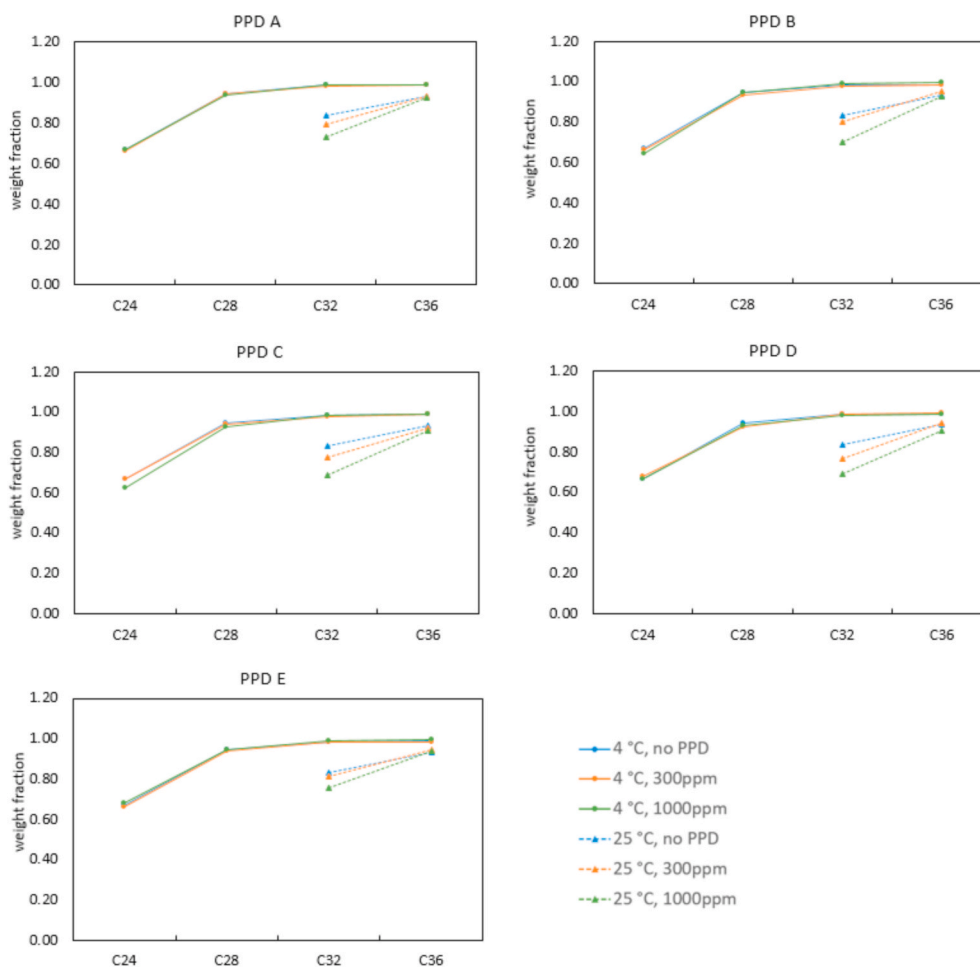 PPD A
weight fraction
1.20
1.00
0.80
0.60
0.40
0.20
0.00
C24 C28 C32 C36
PPD B
weight fraction
1.20
1.00
0.80
0.60
0.40
0.20
0.00
C24 C28 C32 C36
PPD C
weight fraction
1.20
1.00
0.80
0.60
0.40
0.20
0.00
C24 C28 C32 C36
PPD D
weight fraction
1.20
1.00
0.80
0.60
0.40
0.20
0.00
C24 C28 C32 C36
PPD E
weight fraction
1.20
1.00
0.80
0.60
0.40
0.20
0.00
C24 C28 C32 C36
4 °C, no PPD
4 °C, 300ppm
4 °C, 1000ppm
25 °C, no PPD
25 °C, 300ppm
25 °C, 1000ppm